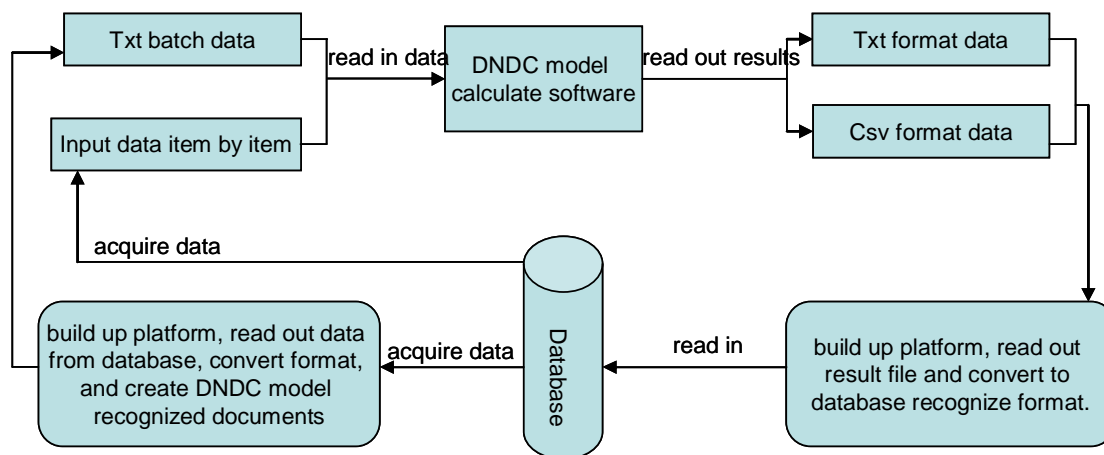 Txt batch data
read in data
DNDC model
calculate software
read out results
Txt format data
Input data item by item
Csv format data
acquire data
Database
build up platform, read out data
from database, convert format,
and create DNDC model
recognized documents
acquire data
read in
build up platform, read out
result file and convert to
database recognize format.